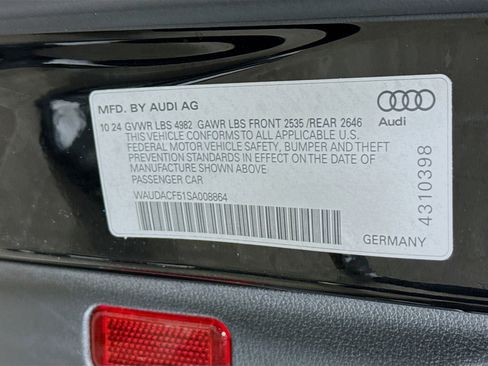 MFD. BY AUDI AG
10 24 GVWR LBS 4982 GAWR LBS FRONT 2535 /REAR 2646
THIS VEHICLE CONFORMS TO ALL APPLICABLE U.S.
FEDERAL MOTOR VEHICLE SAFETY, BUMPER AND THEFT
PREVENTION STANDARDS IN EFFECT ON THE DATE OF
MANUFACTURE SHOWN ABOVE
PASSENGER CAR
WAUDACF51SA008864
Audi
4310398
GERMANY